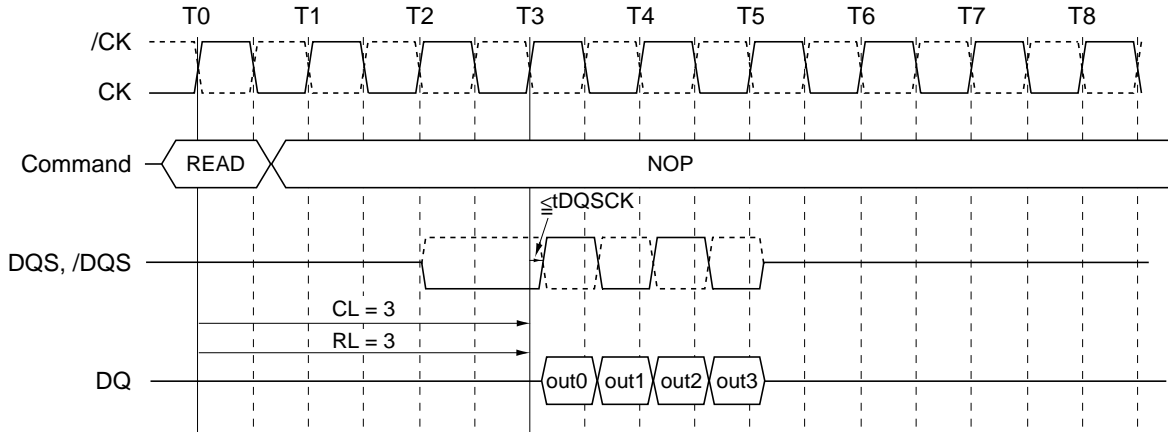 T0 T1 T2 T3 T4 T5 T6 T7 T8
/CK
CK
Command READ NOP
≦tDQSCK
DQS, /DQS
CL = 3
RL = 3
DQ out0 out1 out2 out3